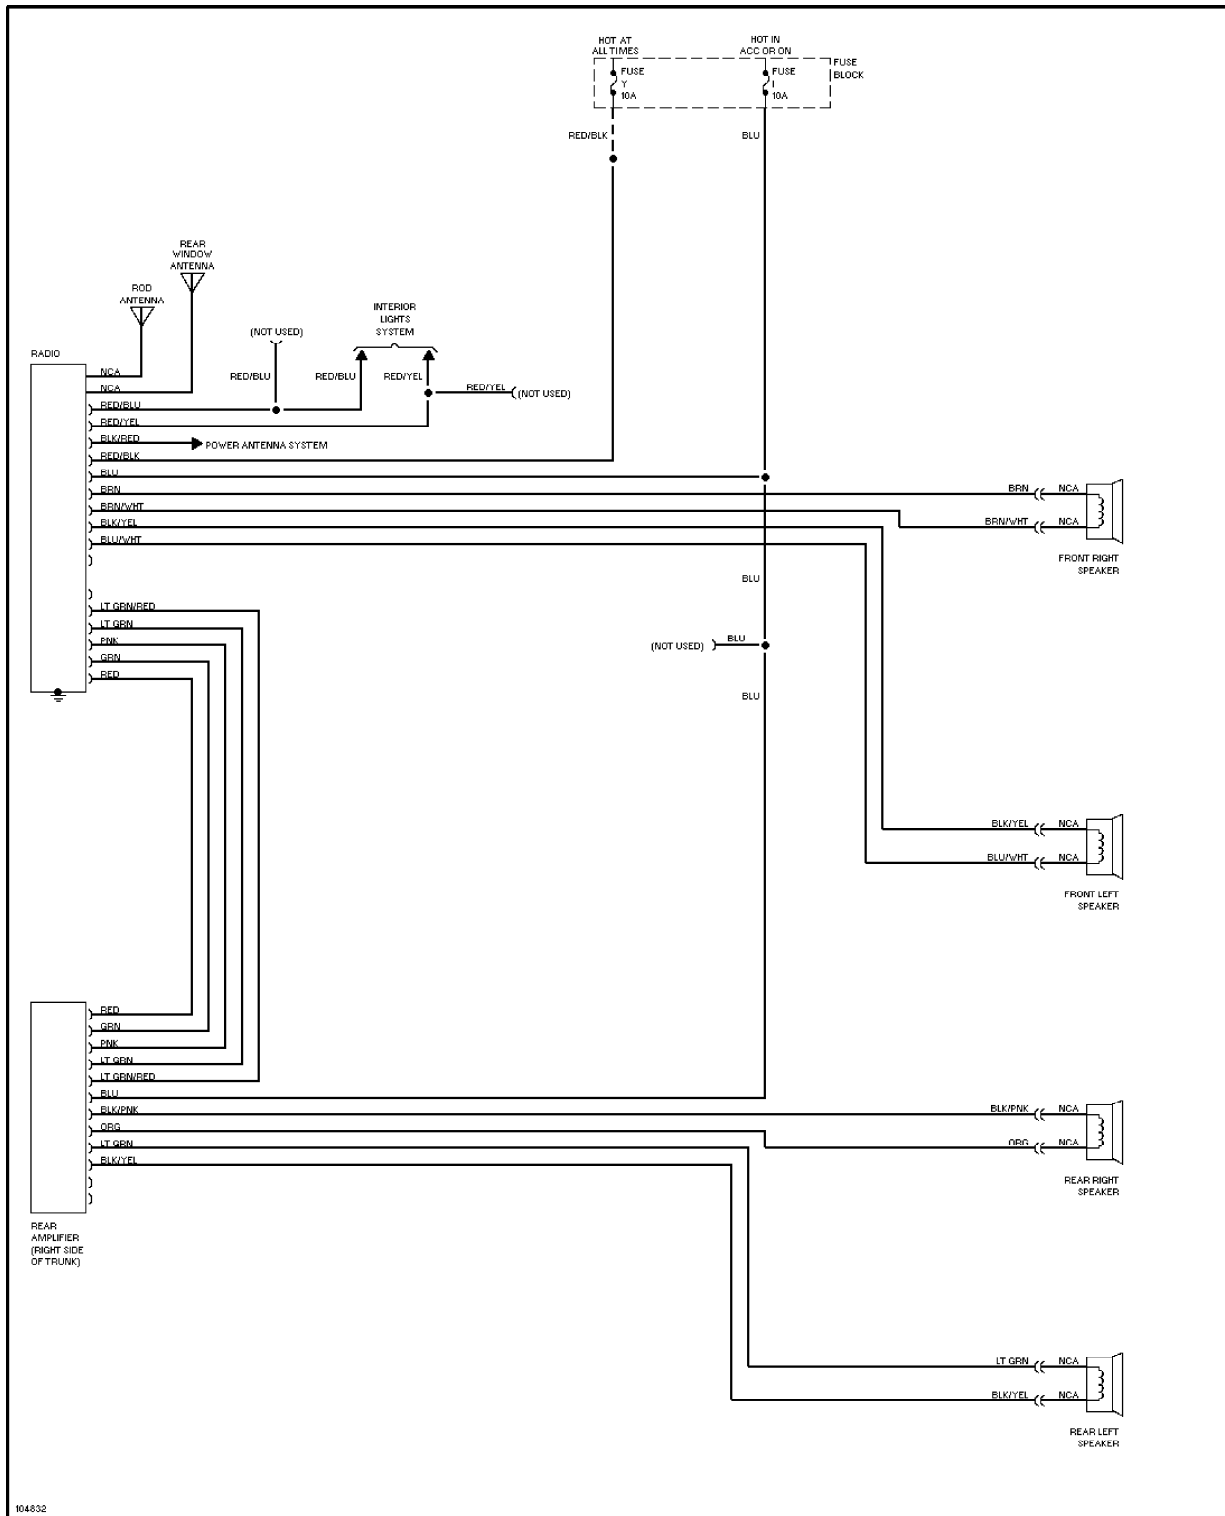 HOT AT
ALL TIMES
HOT IN
ACC OR ON
FUSE
Y
10A
FUSE
I
10A
FUSE
BLOCK
RED/BLK
BLU
REAR
WINDOW
ANTENNA
ROD
ANTENNA
(NOT USED)
INTERIOR
LIGHTS
SYSTEM
RED/BLU
RED/BLU
RED/YEL
RED/YEL
(NOT USED)
RADIO
NCA
NCA
RED/BLU
RED/YEL
BLK/RED
POWER ANTENNA SYSTEM
RED/BLK
BLU
BRN
BRN/WHT
BLK/YEL
BLU/WHT
BRN
NCA
BRN/WHT
NCA
FRONT RIGHT
SPEAKER
BLU
LT GRN/RED
LT GRN
PNK
GRN
RED
(NOT USED)
BLU
BLU
BLK/YEL
NCA
BLU/WHT
NCA
FRONT LEFT
SPEAKER
RED
GRN
PNK
LT GRN
LT GRN/RED
BLU
BLK/PNK
ORG
LT GRN
BLK/YEL
BLK/PNK
NCA
ORG
NCA
REAR RIGHT
SPEAKER
REAR
AMPLIFIER
(RIGHT SIDE
OF TRUNK)
LT GRN
NCA
BLK/YEL
NCA
REAR LEFT
SPEAKER
104832